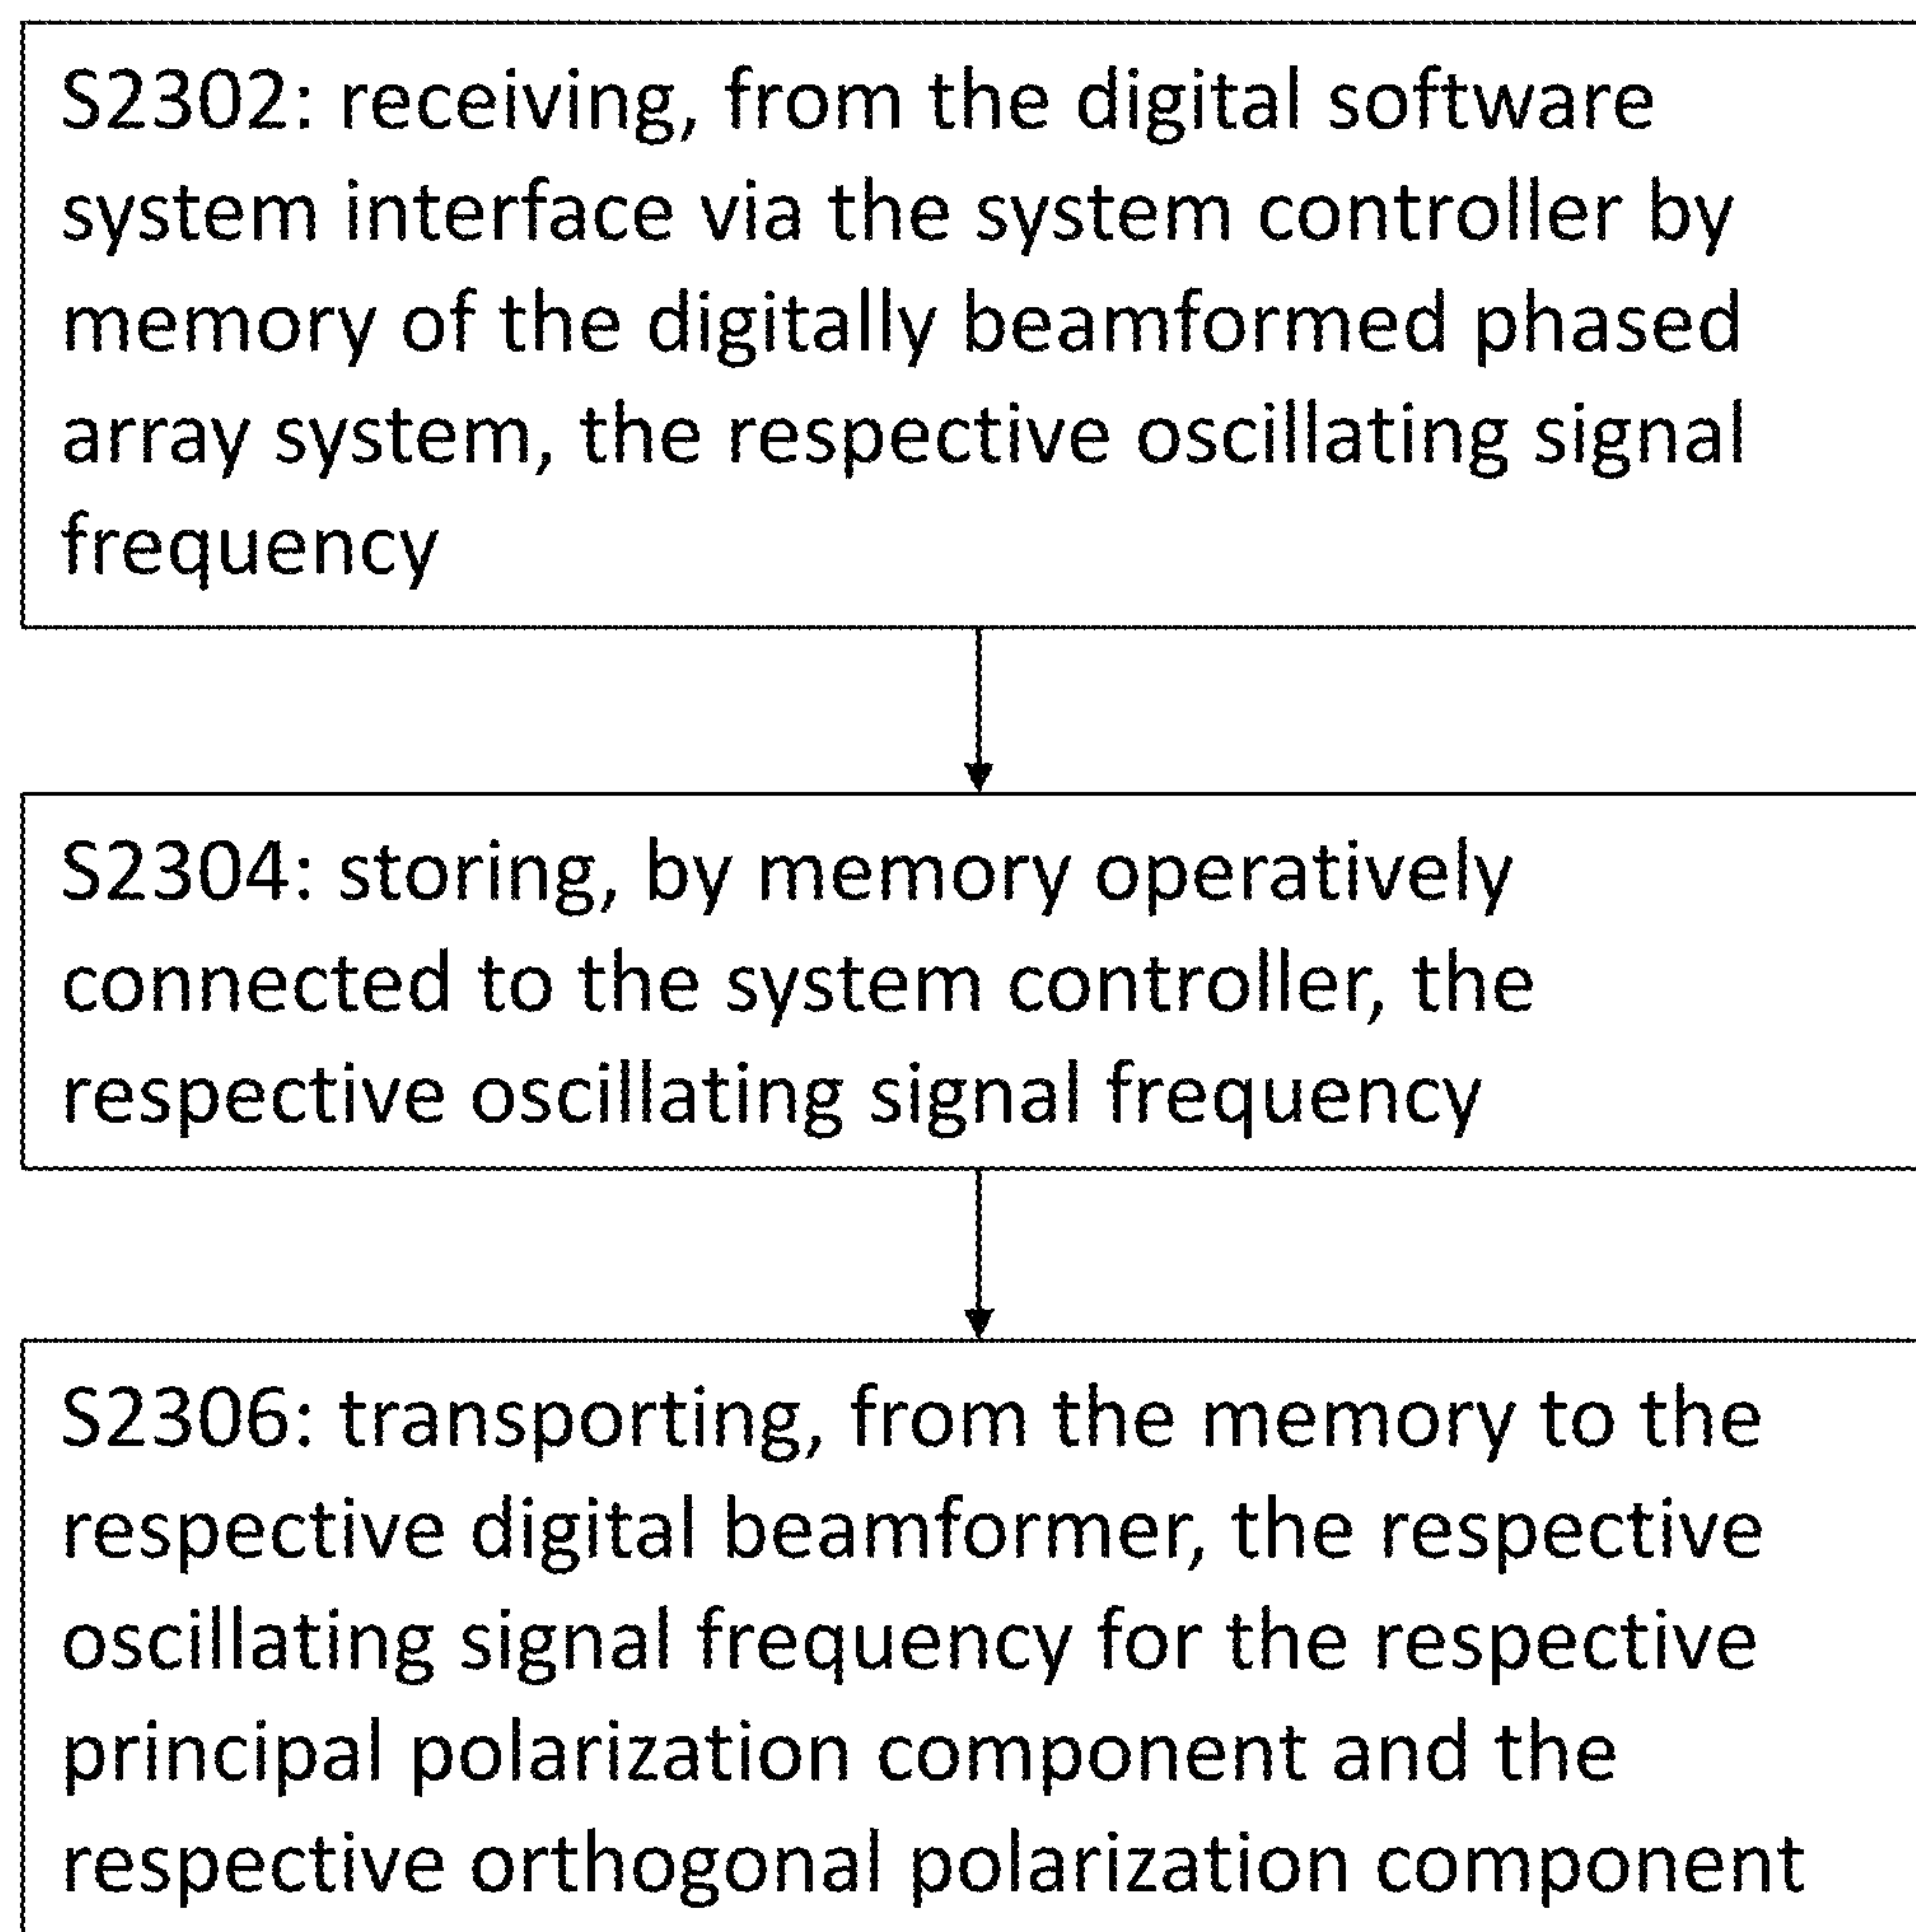 S2302: receiving, from the digital software
system interface via the system controller by
memory of the digitally beamformed phased
array system, the respective oscillating signal
frequency
S2304: storing, by memory operatively
connected to the system controller, the
respective oscillating signal frequency
S2306: transporting, from the memory to the
respective digital beamformer, the respective
oscillating signal frequency for the respective
principal polarization component and the
respective orthogonal polarization component